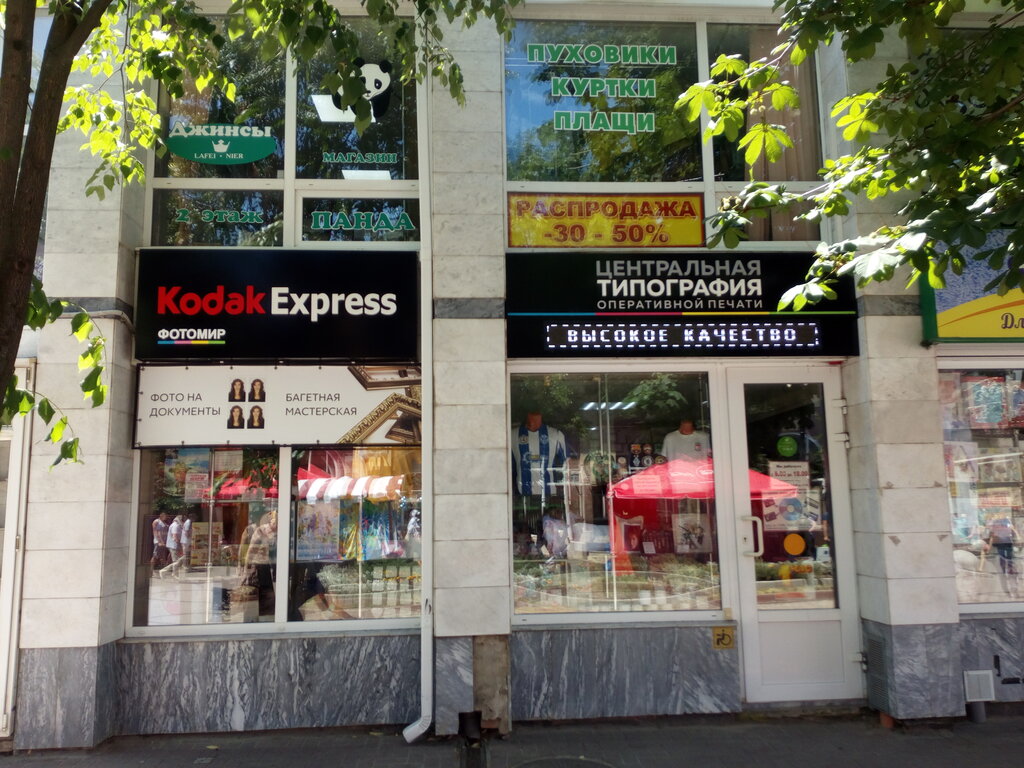 Джинсы
LAFEI • NIER
МАГАЗИН
2 этаж
ПАНДА
ПУХОВИКИ
КУРТКИ
ПЛАЩИ
РАСПРОДАЖА
-30 - 50%
Kodak Express
ФОТОМИР
ФОТО НА
ДОКУМЕНТЫ
БАГЕТНАЯ
МАСТЕРСКАЯ
ЦЕНТРАЛЬНАЯ
ТИПОГРАФИЯ
ОПЕРАТИВНОЙ ПЕЧАТИ
ВЫСОКОЕ КАЧЕСТВО